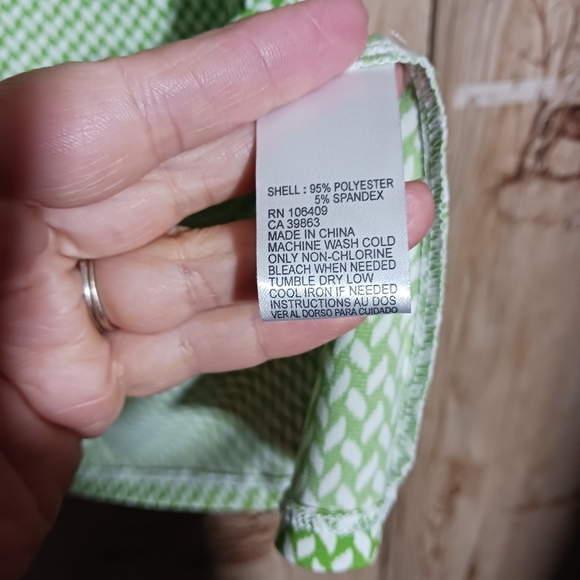 SHELL : 95% POLYESTER
5% SPANDEX
RN 106409
CA 39863
MADE IN CHINA
MACHINE WASH COLD
ONLY NON-CHLORINE
BLEACH WHEN NEEDED
TUMBLE DRY LOW
COOL IRON IF NEEDED
INSTRUCTIONS AU DOS
VER AL DORSO PARA CUIDADO